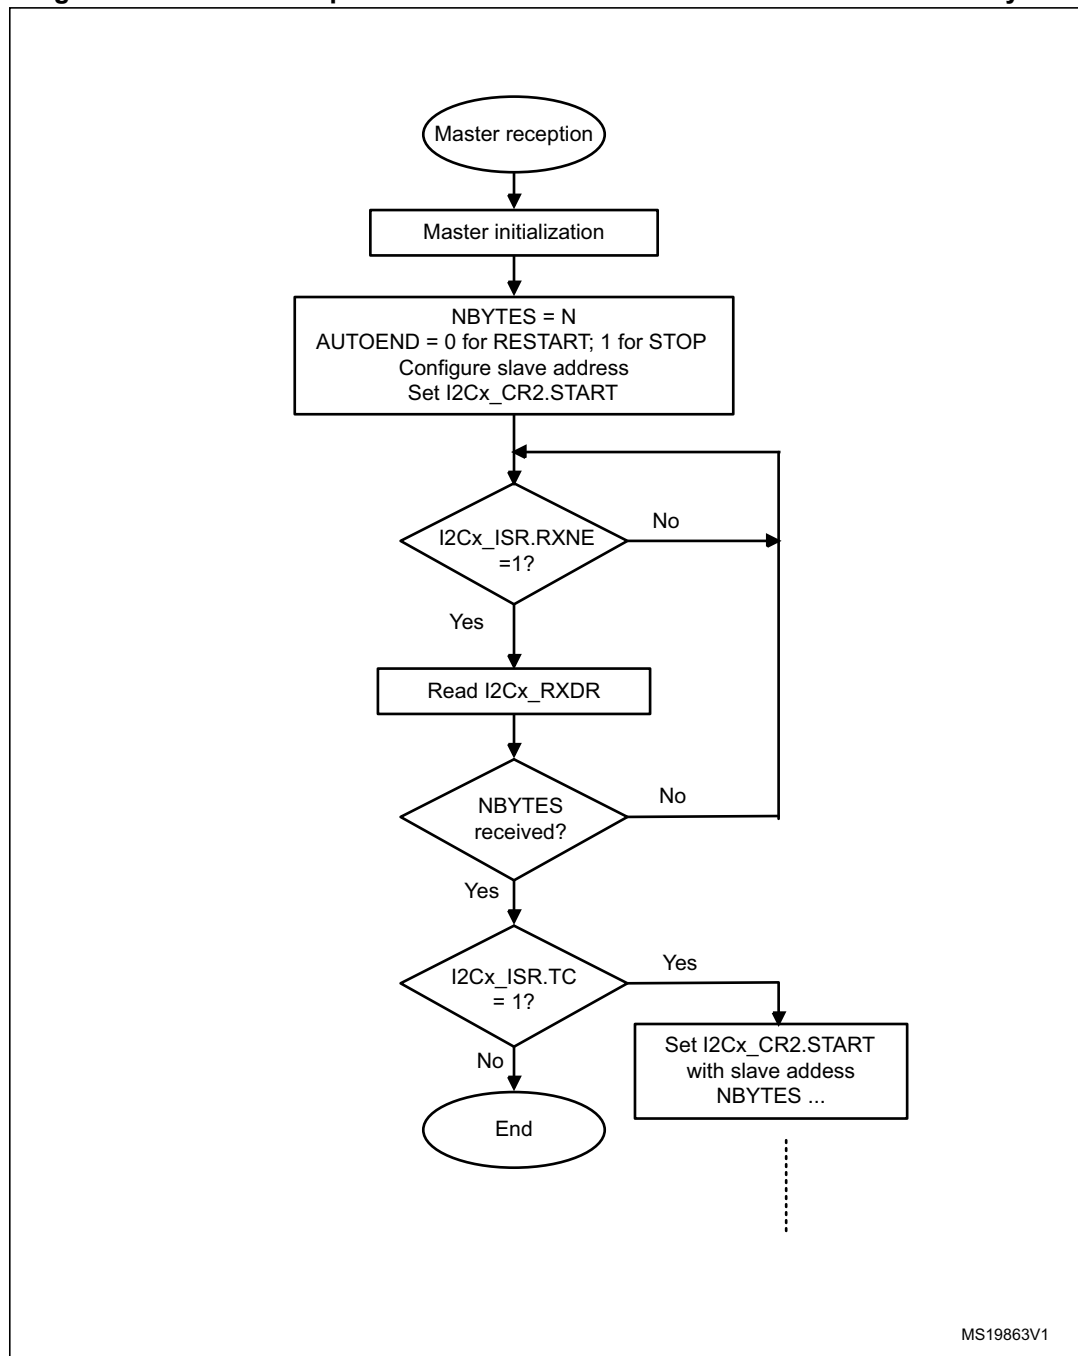 Master reception
Master initialization
NBYTES = N
AUTOEND = 0 for RESTART; 1 for STOP
Configure slave address
Set I2Cx_CR2.START
I2Cx_ISR.RXNE
=1?
No
Yes
Read I2Cx_RXDR
NBYTES
received?
No
Yes
I2Cx_ISR.TC
= 1?
Yes
Set I2Cx_CR2.START
with slave addess
NBYTES ...
No
End
MS19863V1